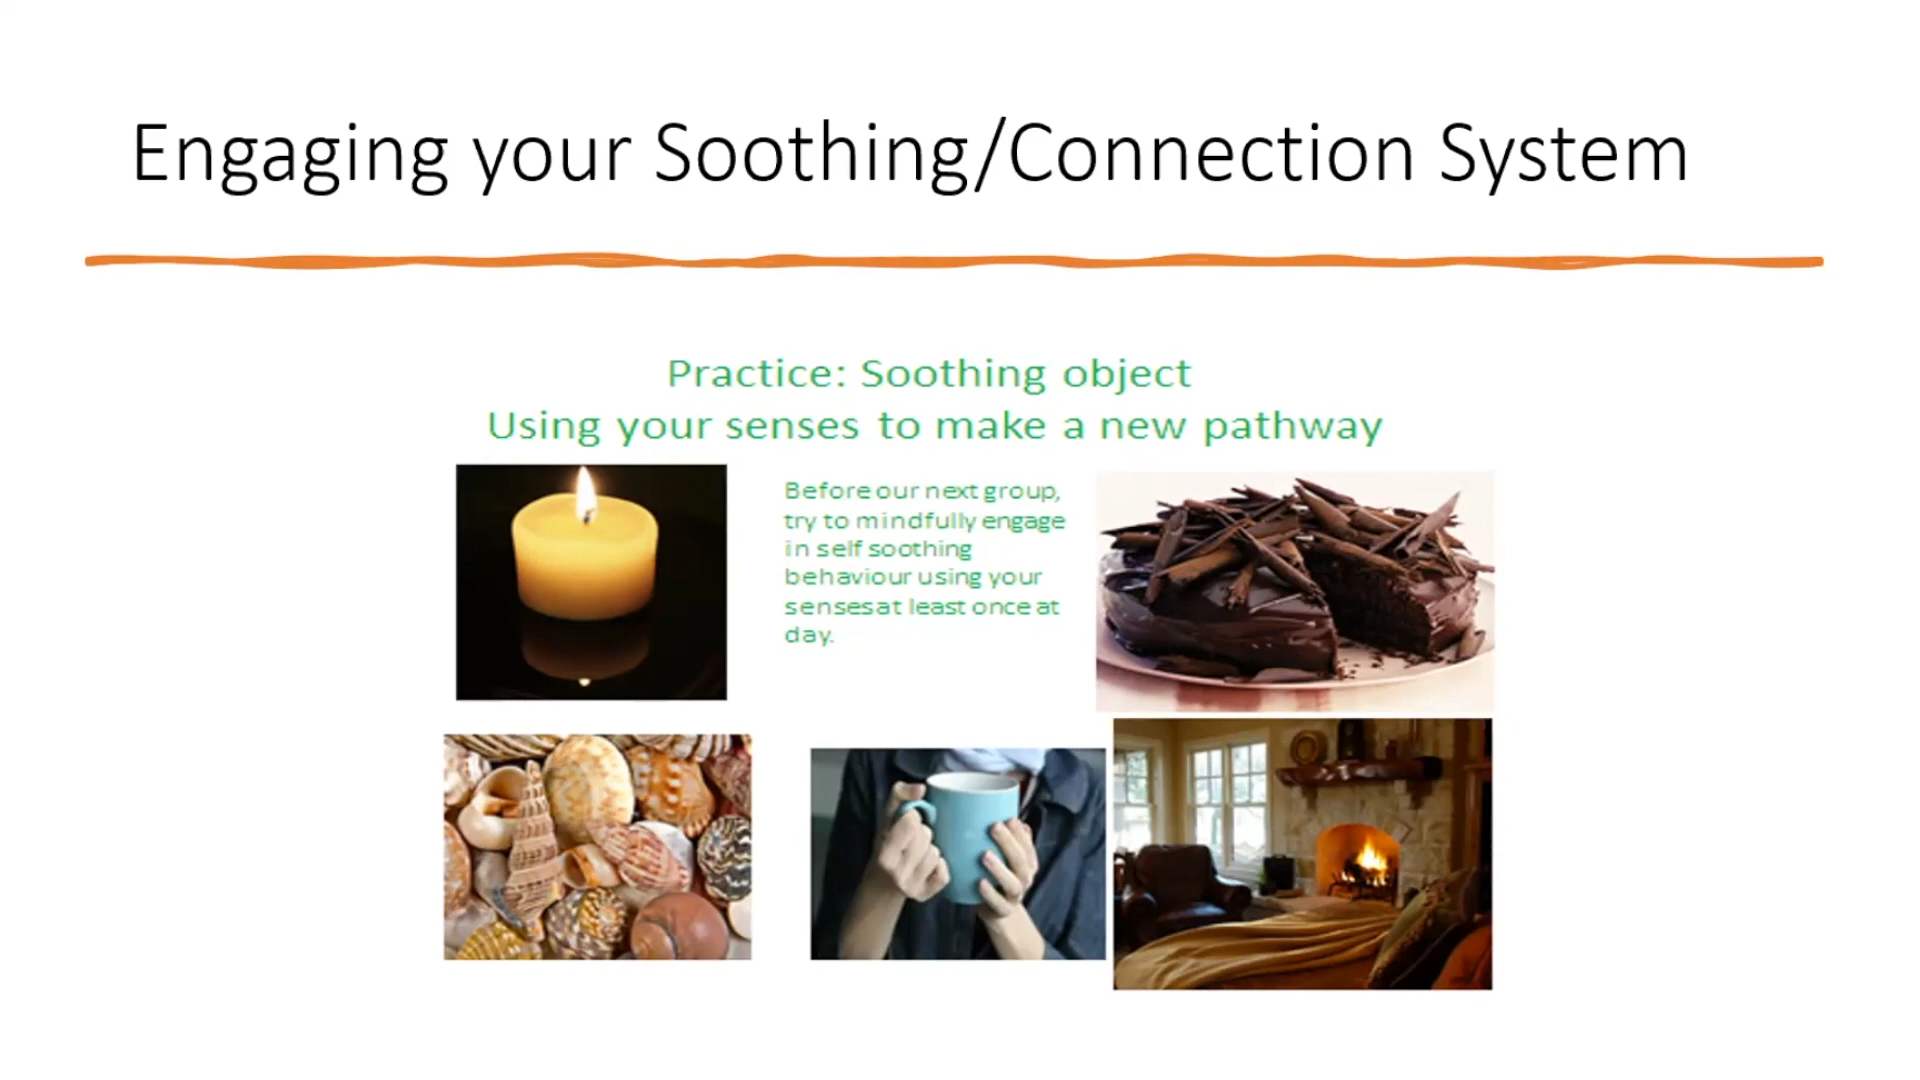 Engaging your Soothing/Connection System
Practice: Soothing object
Using your senses to make a new pathway
Before our next group,
try to mindfully engage
in self soothing
behaviour using your
senses at least once at
day.